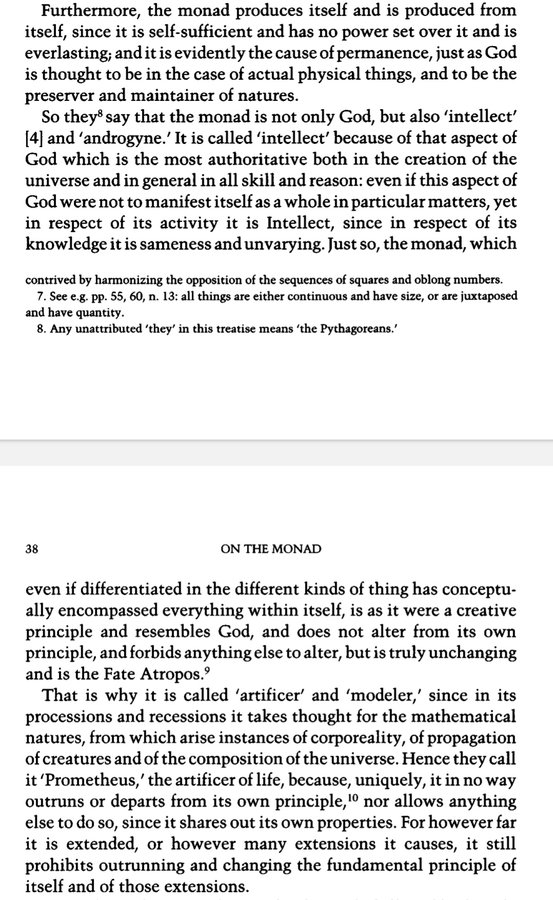 Furthermore, the monad produces itself and is produced from
itself, since it is self-sufficient and has no power set over it and is
everlasting; and it is evidently the cause of permanence, just as God
is thought to be in the case of actual physical things, and to be the
preserver and maintainer of natures.
So they⁸ say that the monad is not only God, but also ‘intellect’
[4] and ‘androgyne.’ It is called ‘intellect’ because of that aspect of
God which is the most authoritative both in the creation of the
universe and in general in all skill and reason: even if this aspect of
God were not to manifest itself as a whole in particular matters, yet
in respect of its activity it is Intellect, since in respect of its
knowledge it is sameness and unvarying. Just so, the monad, which
contrived by harmonizing the opposition of the sequences of squares and oblong numbers.
7. See e.g. pp. 55, 60, n. 13: all things are either continuous and have size, or are juxtaposed
and have quantity.
8. Any unattributed ‘they’ in this treatise means ‘the Pythagoreans.’
38 ON THE MONAD
even if differentiated in the different kinds of thing has conceptu-
ally encompassed everything within itself, is as it were a creative
principle and resembles God, and does not alter from its own
principle, and forbids anything else to alter, but is truly unchanging
and is the Fate Atropos.⁹
That is why it is called ‘artificer’ and ‘modeler,’ since in its
processions and recessions it takes thought for the mathematical
natures, from which arise instances of corporeality, of propagation
of creatures and of the composition of the universe. Hence they call
it ‘Prometheus,’ the artificer of life, because, uniquely, it in no way
outruns or departs from its own principle,¹⁰ nor allows anything
else to do so, since it shares out its own properties. For however far
it is extended, or however many extensions it causes, it still
prohibits outrunning and changing the fundamental principle of
itself and of those extensions.